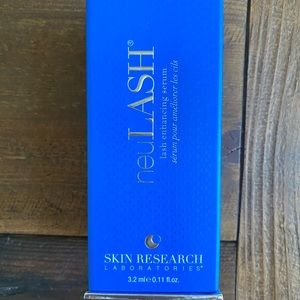 neuLASH®
lash enhancing serum
sérum pour améliorer les cils
SKIN RESEARCH
LABORATORIES®
3.2 ml ℮ 0.11 fl.oz.